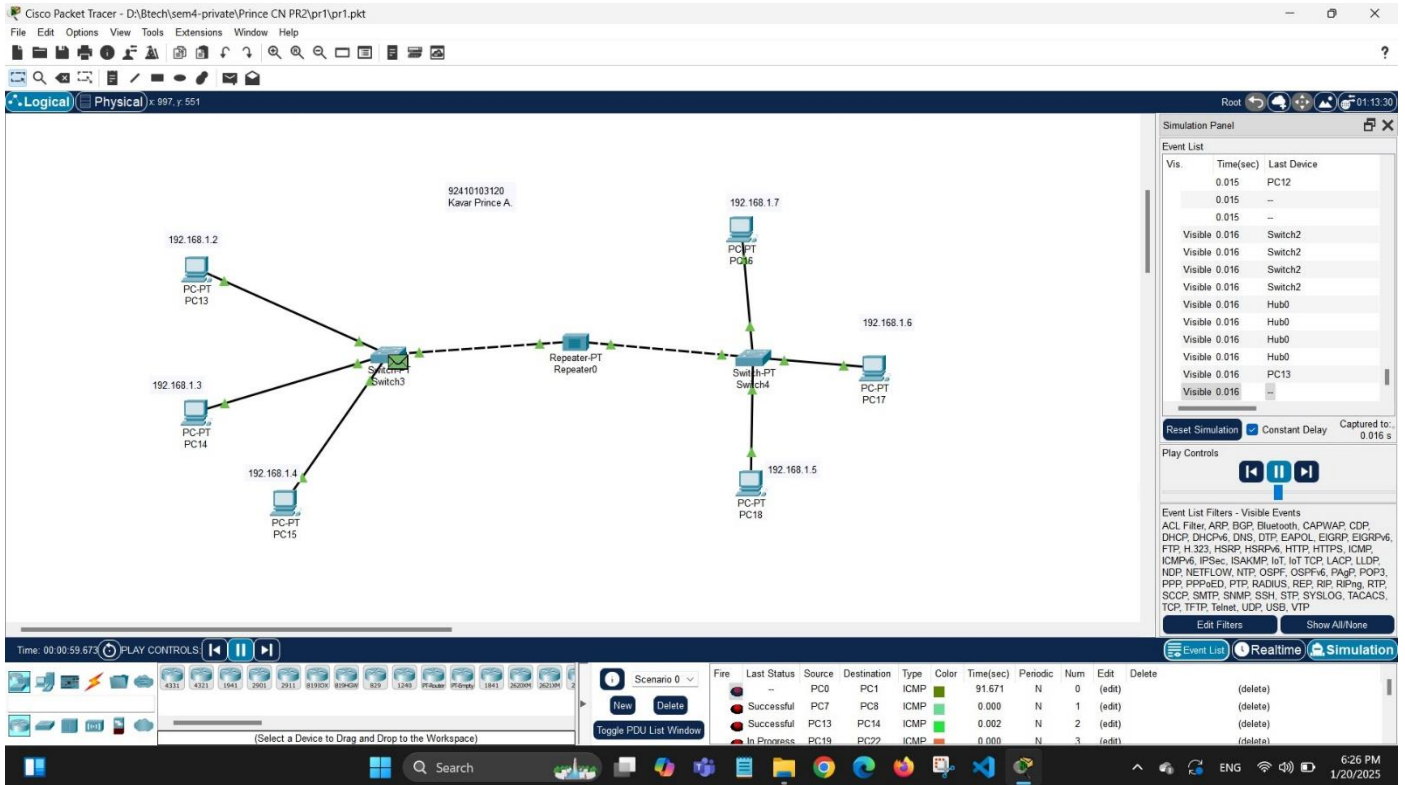 Cisco Packet Tracer - D:\Btech\sem4-private\Prince CN PR2\pr1\pr1.pkt
File Edit Options View Tools Extensions Window Help
?
Logical Physical x: 997, y: 551
Root 01:13:30
Simulation Panel
Event List
Vis. Time(sec) Last Device
0.015 PC12
0.015 --
0.015 --
Visible 0.016 Switch2
Visible 0.016 Switch2
Visible 0.016 Switch2
Visible 0.016 Switch2
Visible 0.016 Hub0
Visible 0.016 Hub0
Visible 0.016 Hub0
Visible 0.016 Hub0
Visible 0.016 PC13
Visible 0.016 --
Reset Simulation Constant Delay Captured to:
0.016 s
Play Controls
Event List Filters - Visible Events
ACL Filter, ARP, BGP, Bluetooth, CAPWAP, CDP,
DHCP, DHCPv6, DNS, DTP, EAPOL, EIGRP, EIGRPv6,
FTP, H.323, HSRP, HSRPv6, HTTP, HTTPS, ICMP,
ICMPv6, IPSec, ISAKMP, IoT, IoT TCP, LACP, LLDP,
NDP, NETFLOW, NTP, OSPF, OSPFv6, PAgP, POP3,
PPP, PPPoED, PTP, RADIUS, REP, RIP, RIPng, RTP,
SCCP, SMTP, SNMP, SSH, STP, SYSLOG, TACACS,
TCP, TFTP, Telnet, UDP, USB, VTP
Edit Filters Show All/None
92410103120
Kavar Prince A.
192.168.1.2
PC-PT
PC13
192.168.1.3
PC-PT
PC14
192.168.1.4
PC-PT
PC15
Switch-PT
Switch3
Repeater-PT
Repeater0
192.168.1.7
PC-PT
PC16
192.168.1.6
PC-PT
PC17
Switch-PT
Switch4
192.168.1.5
PC-PT
PC18
Time: 00:00:59.673 PLAY CONTROLS:
Event List Realtime Simulation
4331 4321 1941 2901 2911 819IOX 819HGW 829 1240 PT-Router PT-Empty 1841 2620XM 2621XM 2
(Select a Device to Drag and Drop to the Workspace)
Scenario 0
New Delete
Toggle PDU List Window
Fire Last Status Source Destination Type Color Time(sec) Periodic Num Edit Delete
-- PC0 PC1 ICMP 91.671 N 0 (edit) (delete)
Successful PC7 PC8 ICMP 0.000 N 1 (edit) (delete)
Successful PC13 PC14 ICMP 0.002 N 2 (edit) (delete)
In Progress PC19 PC22 ICMP 0.000 N 3 (edit) (delete)
Search
ENG
6:26 PM
1/20/2025